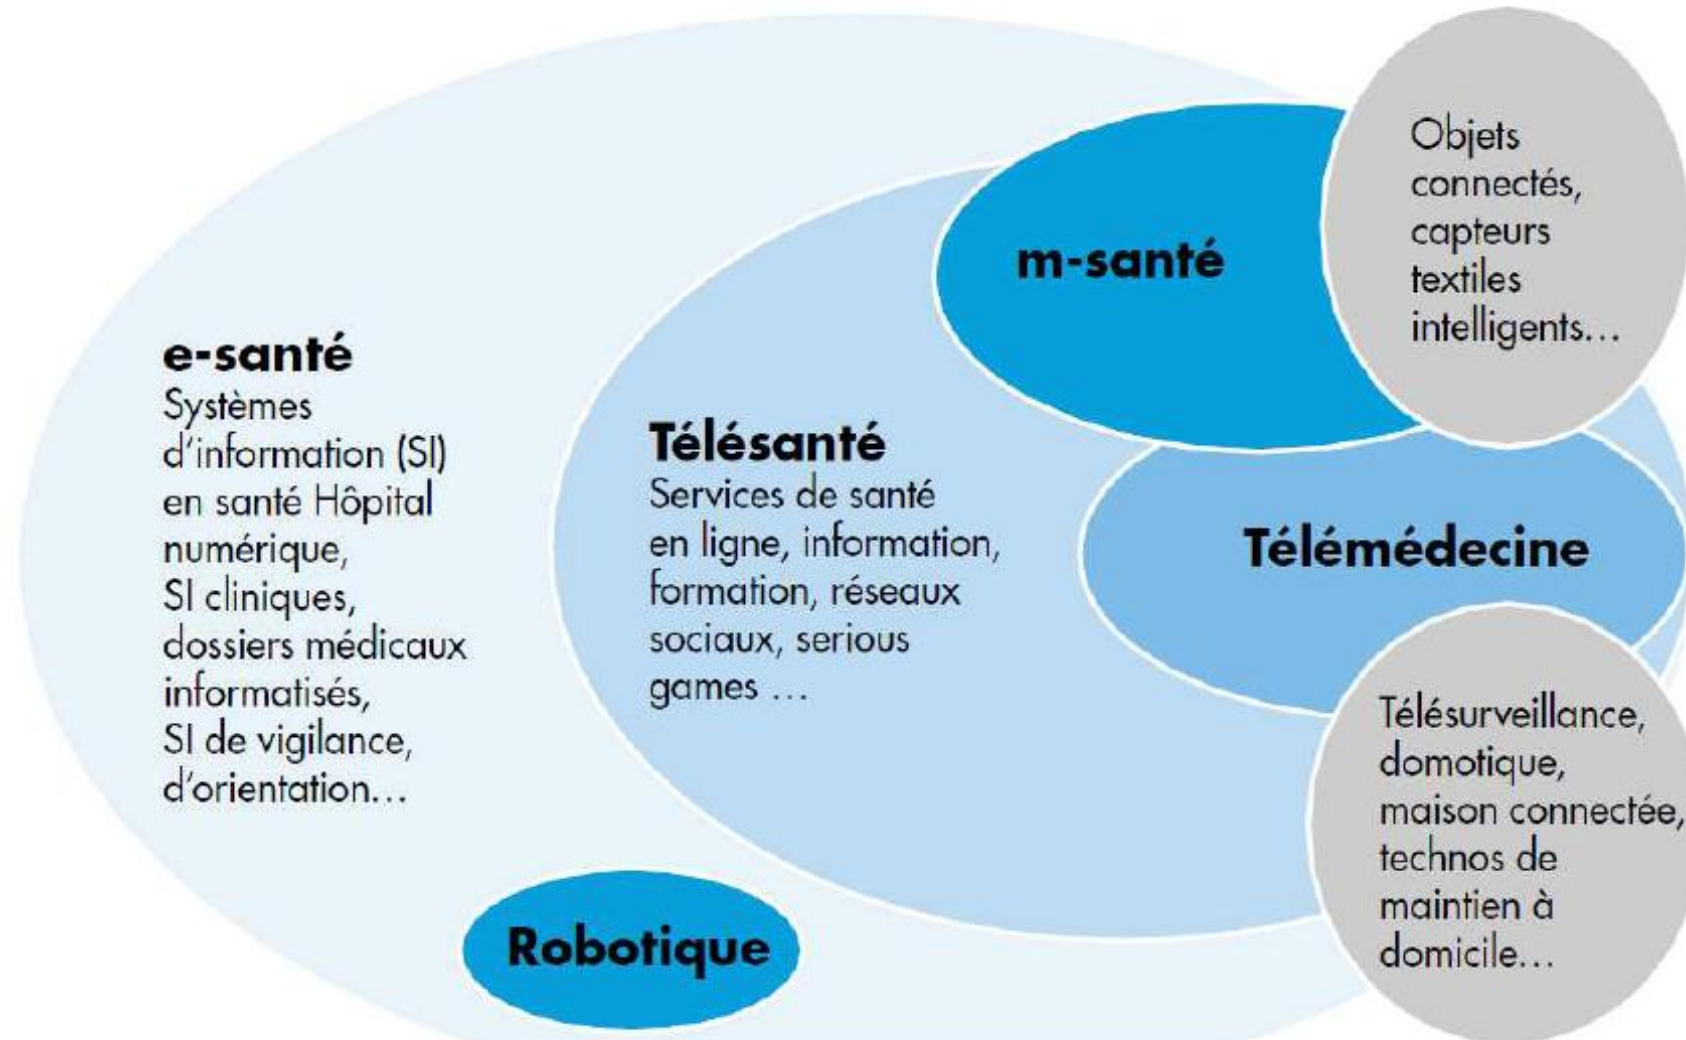 Objets
connectés,
capteurs
textiles
intelligents...
m-santé
e-santé
Systèmes
d'information (SI)
en santé Hôpital
numérique,
SI cliniques,
dossiers médicaux
informatisés,
SI de vigilance,
d'orientation...
Télésanté
Services de santé
en ligne, information,
formation, réseaux
sociaux, serious
games ...
Télémédecine
Télésurveillance,
domotique,
maison connectée,
technos de
maintien à
domicile...
Robotique